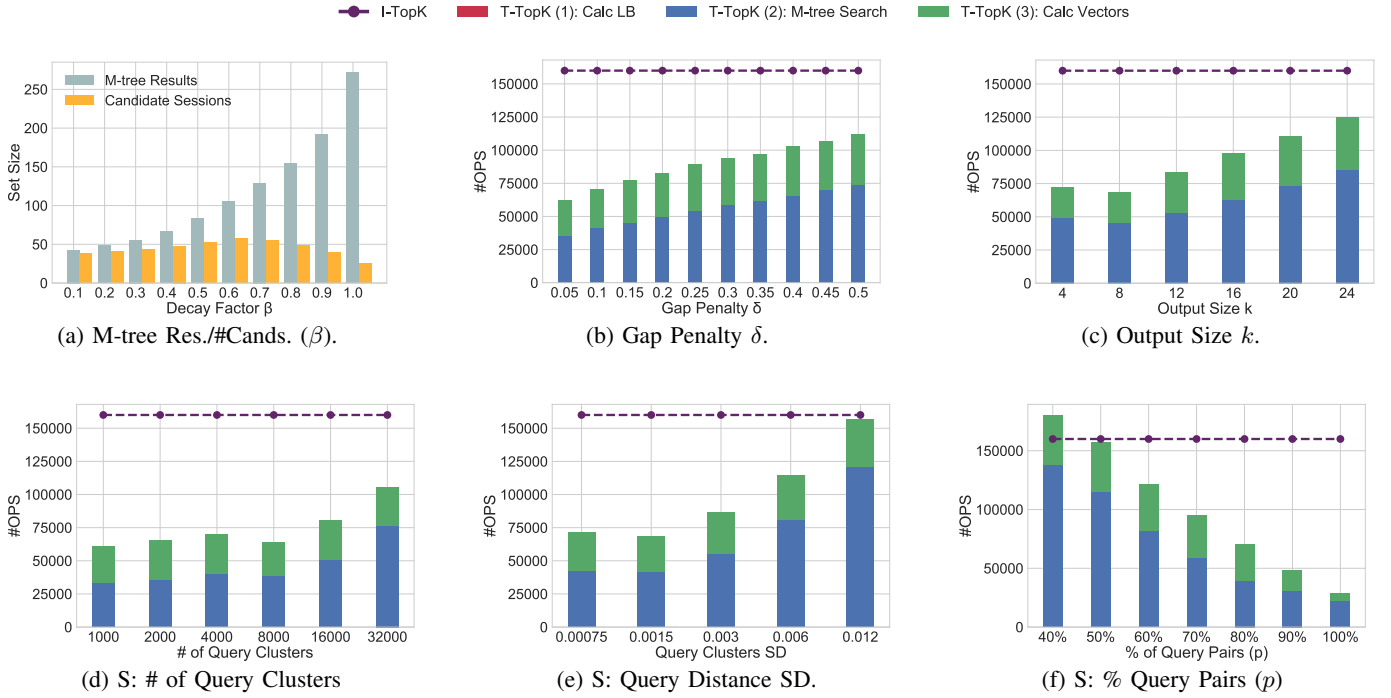 I-TopK T-TopK (1): Calc LB T-TopK (2): M-tree Search T-TopK (3): Calc Vectors
M-tree Results
Candidate Sessions
Set Size
250
200
150
100
50
0
0.1 0.2 0.3 0.4 0.5 0.6 0.7 0.8 0.9 1.0
Decay Factor β
(a) M-tree Res./#Cands. (β).
#OPS
150000
125000
100000
75000
50000
25000
0
0.05 0.1 0.15 0.2 0.25 0.3 0.35 0.4 0.45 0.5
Gap Penalty δ
(b) Gap Penalty δ.
#OPS
150000
125000
100000
75000
50000
25000
0
4 8 12 16 20 24
Output Size k
(c) Output Size k.
#OPS
150000
125000
100000
75000
50000
25000
0
1000 2000 4000 8000 16000 32000
# of Query Clusters
(d) S: # of Query Clusters
#OPS
150000
125000
100000
75000
50000
25000
0
0.00075 0.0015 0.003 0.006 0.012
Query Clusters SD
(e) S: Query Distance SD.
#OPS
150000
100000
50000
0
40% 50% 60% 70% 80% 90% 100%
% of Query Pairs (p)
(f) S: % Query Pairs (p)